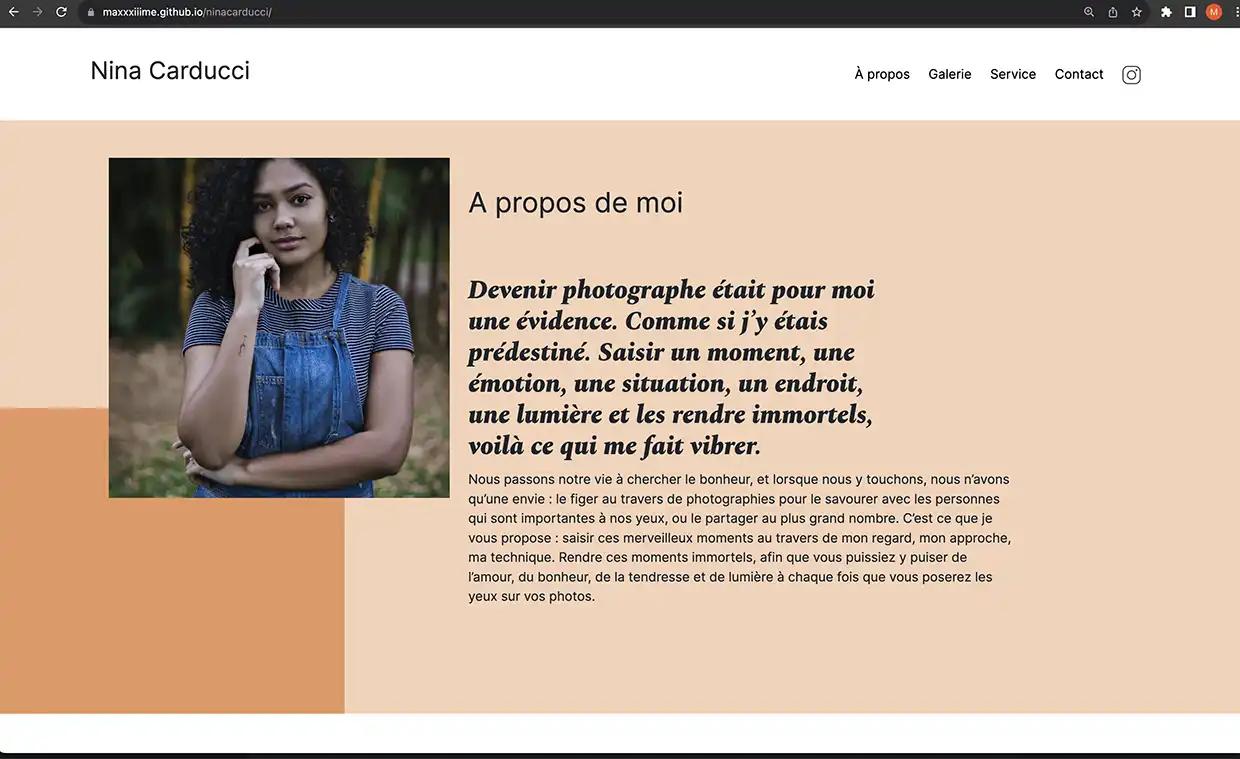 maxxxiiime.github.io/ninacarducci/
M
Nina Carducci
À propos Galerie Service Contact
A propos de moi
Devenir photographe était pour moi
une évidence. Comme si j’y étais
prédestiné. Saisir un moment, une
émotion, une situation, un endroit,
une lumière et les rendre immortels,
voilà ce qui me fait vibrer.
Nous passons notre vie à chercher le bonheur, et lorsque nous y touchons, nous n’avons
qu’une envie : le figer au travers de photographies pour le savourer avec les personnes
qui sont importantes à nos yeux, ou le partager au plus grand nombre. C’est ce que je
vous propose : saisir ces merveilleux moments au travers de mon regard, mon approche,
ma technique. Rendre ces moments immortels, afin que vous puissiez y puiser de
l’amour, du bonheur, de la tendresse et de lumière à chaque fois que vous poserez les
yeux sur vos photos.